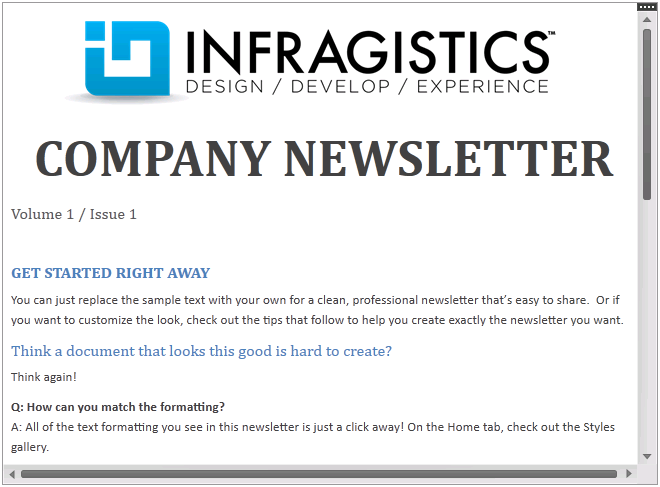 INFRAGISTICS™
DESIGN / DEVELOP / EXPERIENCE
COMPANY NEWSLETTER
Volume 1 / Issue 1
GET STARTED RIGHT AWAY
You can just replace the sample text with your own for a clean, professional newsletter that’s easy to share.  Or if
you want to customize the look, check out the tips that follow to help you create exactly the newsletter you want.
Think a document that looks this good is hard to create?
Think again!
Q: How can you match the formatting?
A: All of the text formatting you see in this newsletter is just a click away! On the Home tab, check out the Styles
gallery.